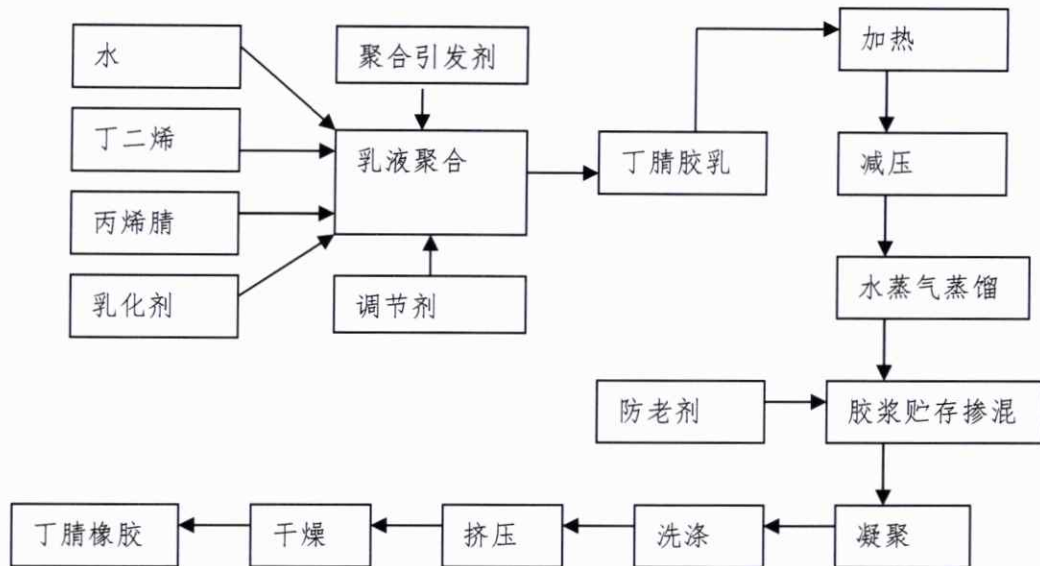 水
聚合引发剂
加热
丁二烯
乳液聚合
丁腈胶乳
减压
丙烯腈
乳化剂
调节剂
水蒸气蒸馏
防老剂
胶浆贮存掺混
丁腈橡胶
干燥
挤压
洗涤
凝聚